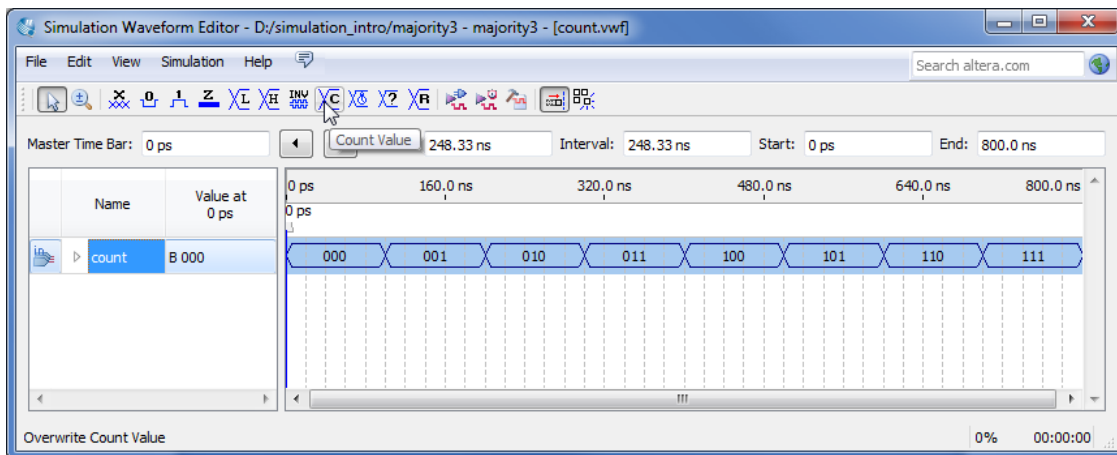 Simulation Waveform Editor - D:/simulation_intro/majority3 - majority3 - [count.vwf]
File Edit View Simulation Help Search altera.com
X 0 1 Z L H INV C ? R
Master Time Bar: 0 ps Count Value 248.33 ns Interval: 248.33 ns Start: 0 ps End: 800.0 ns
Name Value at 0 ps
0 ps 160.0 ns 320.0 ns 480.0 ns 640.0 ns 800.0 ns
0 ps
in count B 000 000 001 010 011 100 101 110 111
Overwrite Count Value 0% 00:00:00